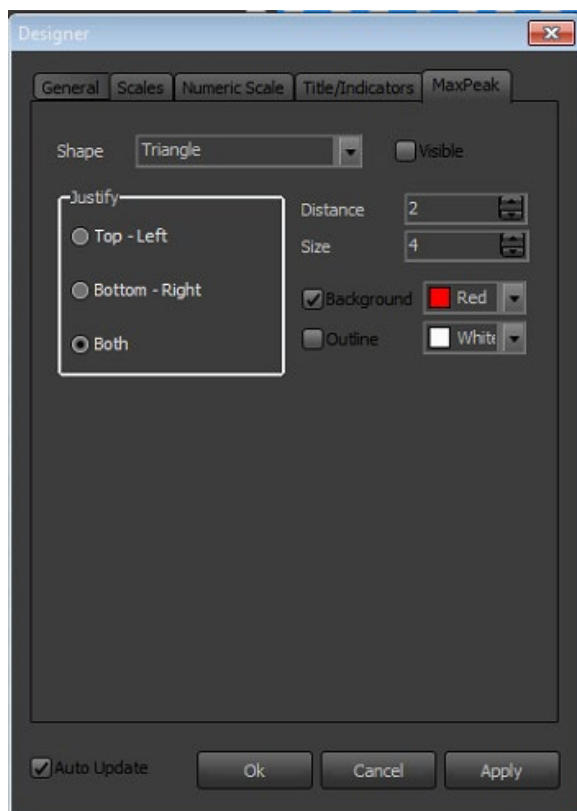 Designer
General Scales Numeric Scale Title/Indicators MaxPeak
Shape Triangle Visible
Justify
Top - Left
Bottom - Right
Both
Distance 2
Size 4
Background Red
Outline White
Auto Update Ok Cancel Apply